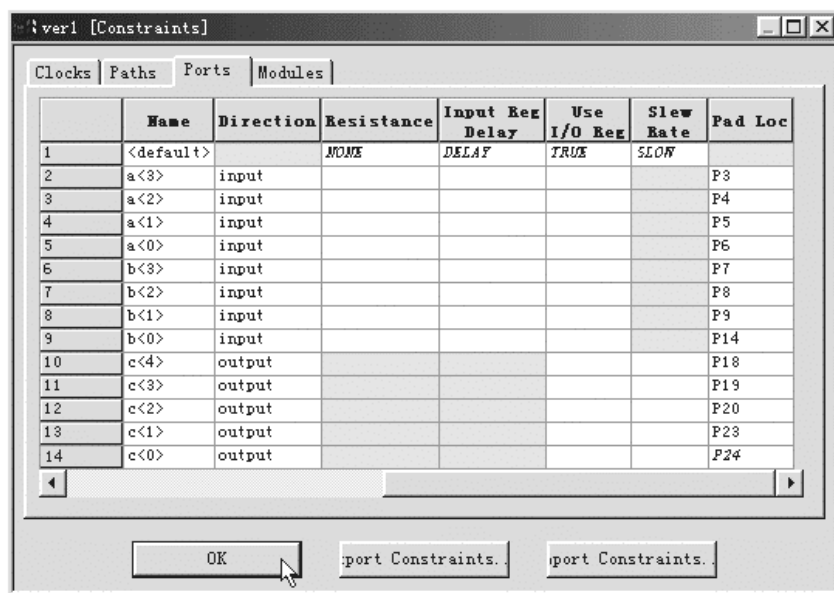 ver1 [Constraints]
Clocks Paths Ports Modules
Name Direction Resistance Input Reg Delay Use I/O Reg Slew Rate Pad Loc
1 <default> NONE DELAY TRUE SLOW
2 a<3> input P3
3 a<2> input P4
4 a<1> input P5
5 a<0> input P6
6 b<3> input P7
7 b<2> input P8
8 b<1> input P9
9 b<0> input P14
10 c<4> output P18
11 c<3> output P19
12 c<2> output P20
13 c<1> output P23
14 c<0> output P24
OK port Constraints.. port Constraints..